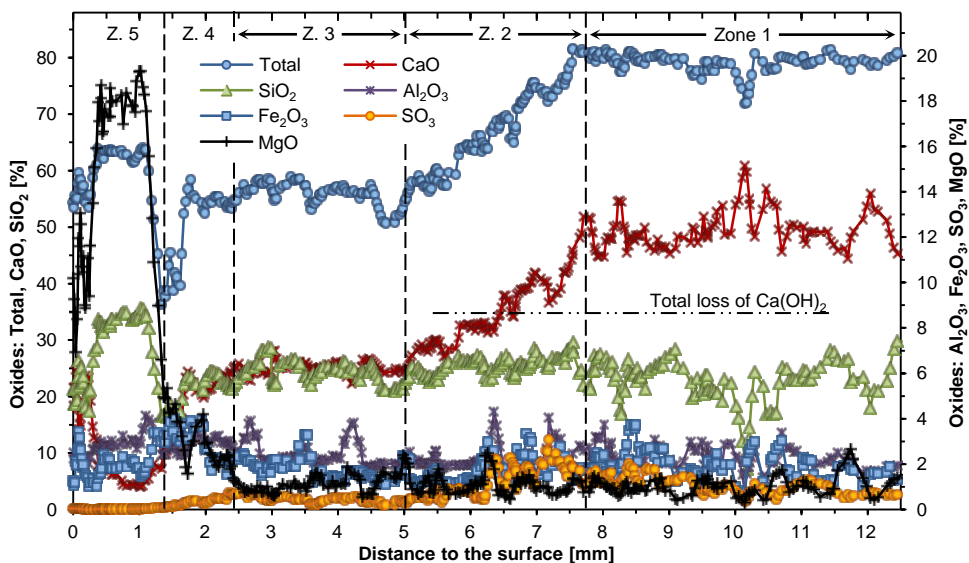 Z. 5 Z. 4 Z. 3 Z. 2 Zone 1
Total CaO
SiO₂ Al₂O₃
Fe₂O₃ SO₃
MgO
Total loss of Ca(OH)₂
Oxides: Total, CaO, SiO₂ [%]
80
70
60
50
40
30
20
10
0
Oxides: Al₂O₃, Fe₂O₃, SO₃, MgO [%]
20
18
16
14
12
10
8
6
4
2
0
0 1 2 3 4 5 6 7 8 9 10 11 12
Distance to the surface [mm]